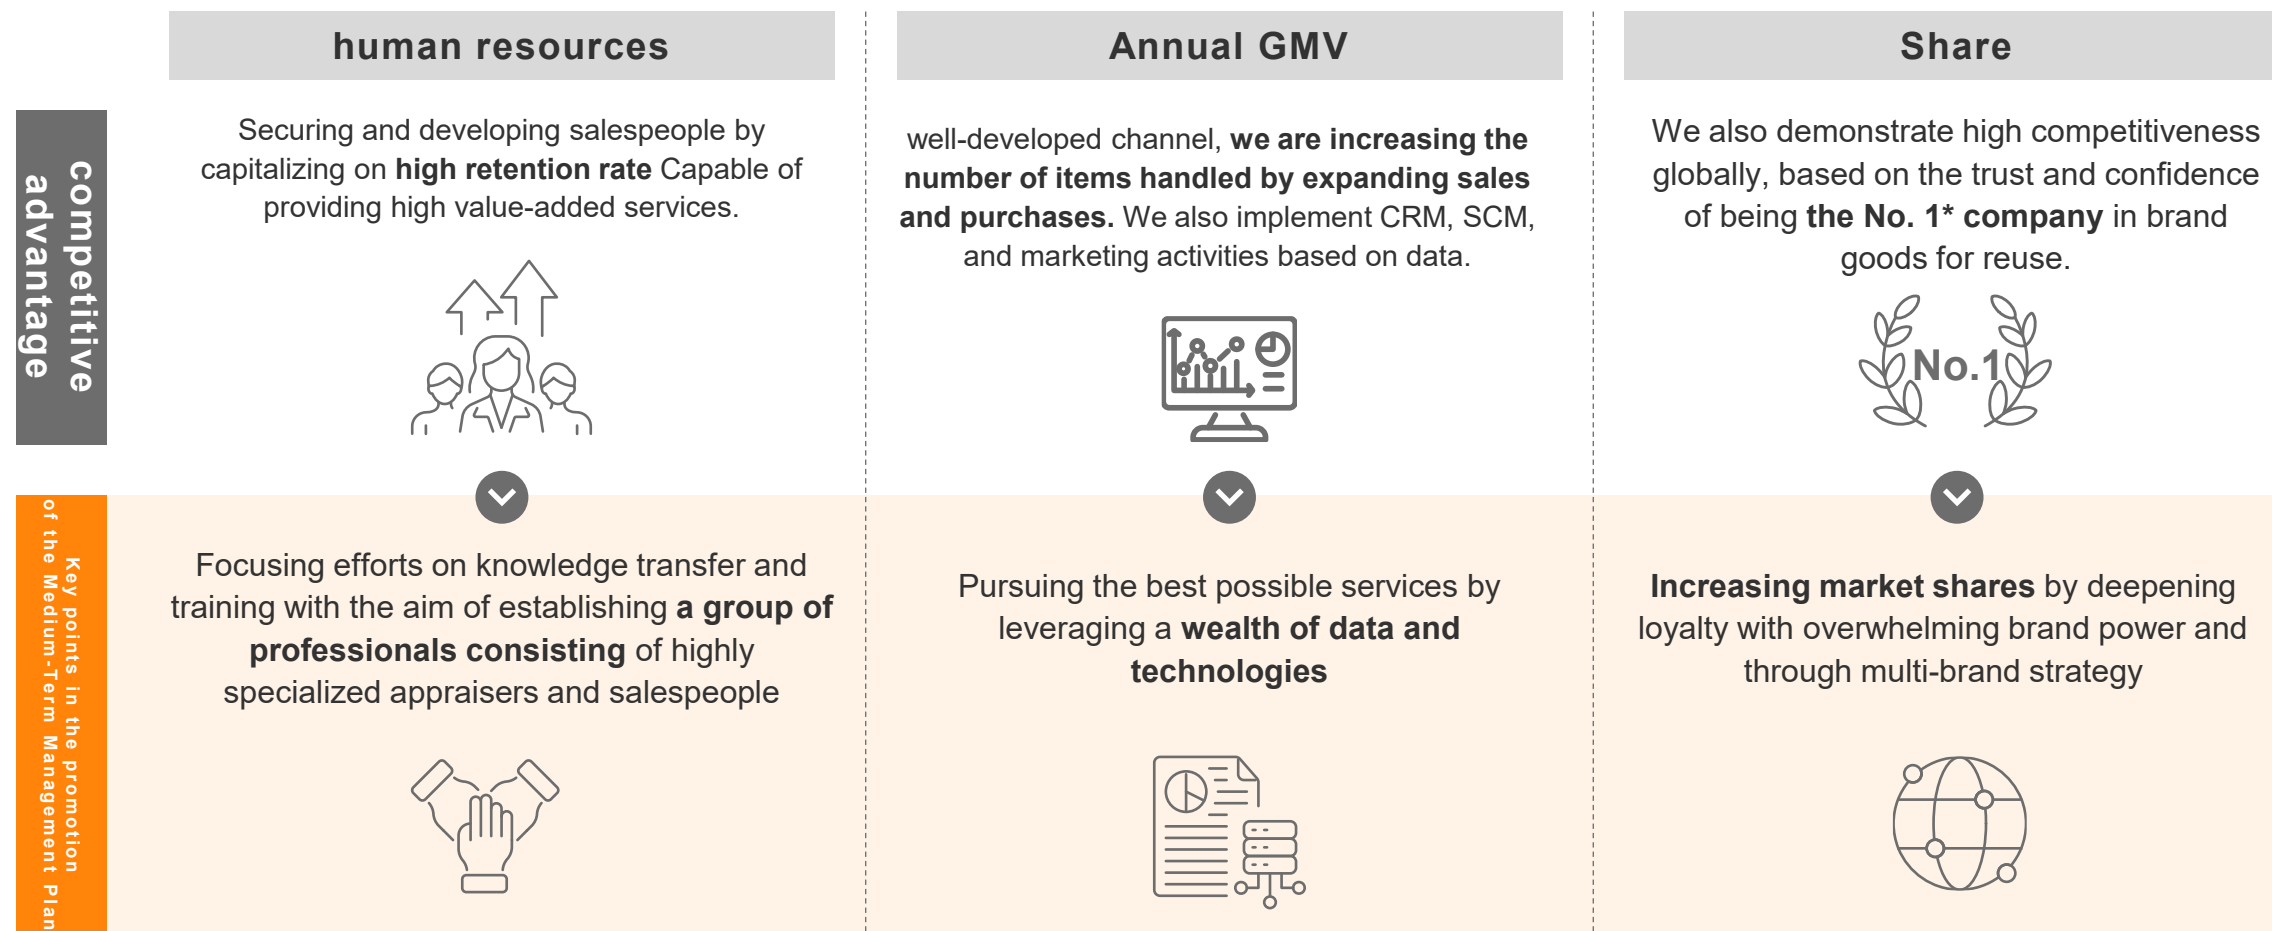 human resources
Annual GMV
Share
competitive
advantage
Securing and developing salespeople by
capitalizing on high retention rate Capable of
providing high value-added services.
well-developed channel, we are increasing the
number of items handled by expanding sales
and purchases. We also implement CRM, SCM,
and marketing activities based on data.
We also demonstrate high competitiveness
globally, based on the trust and confidence
of being the No. 1* company in brand
goods for reuse.
No.1
Key points in the promotion
of the Medium-Term Management Plan
Focusing efforts on knowledge transfer and
training with the aim of establishing a group of
professionals consisting of highly
specialized appraisers and salespeople
Pursuing the best possible services by
leveraging a wealth of data and
technologies
Increasing market shares by deepening
loyalty with overwhelming brand power and
through multi-brand strategy